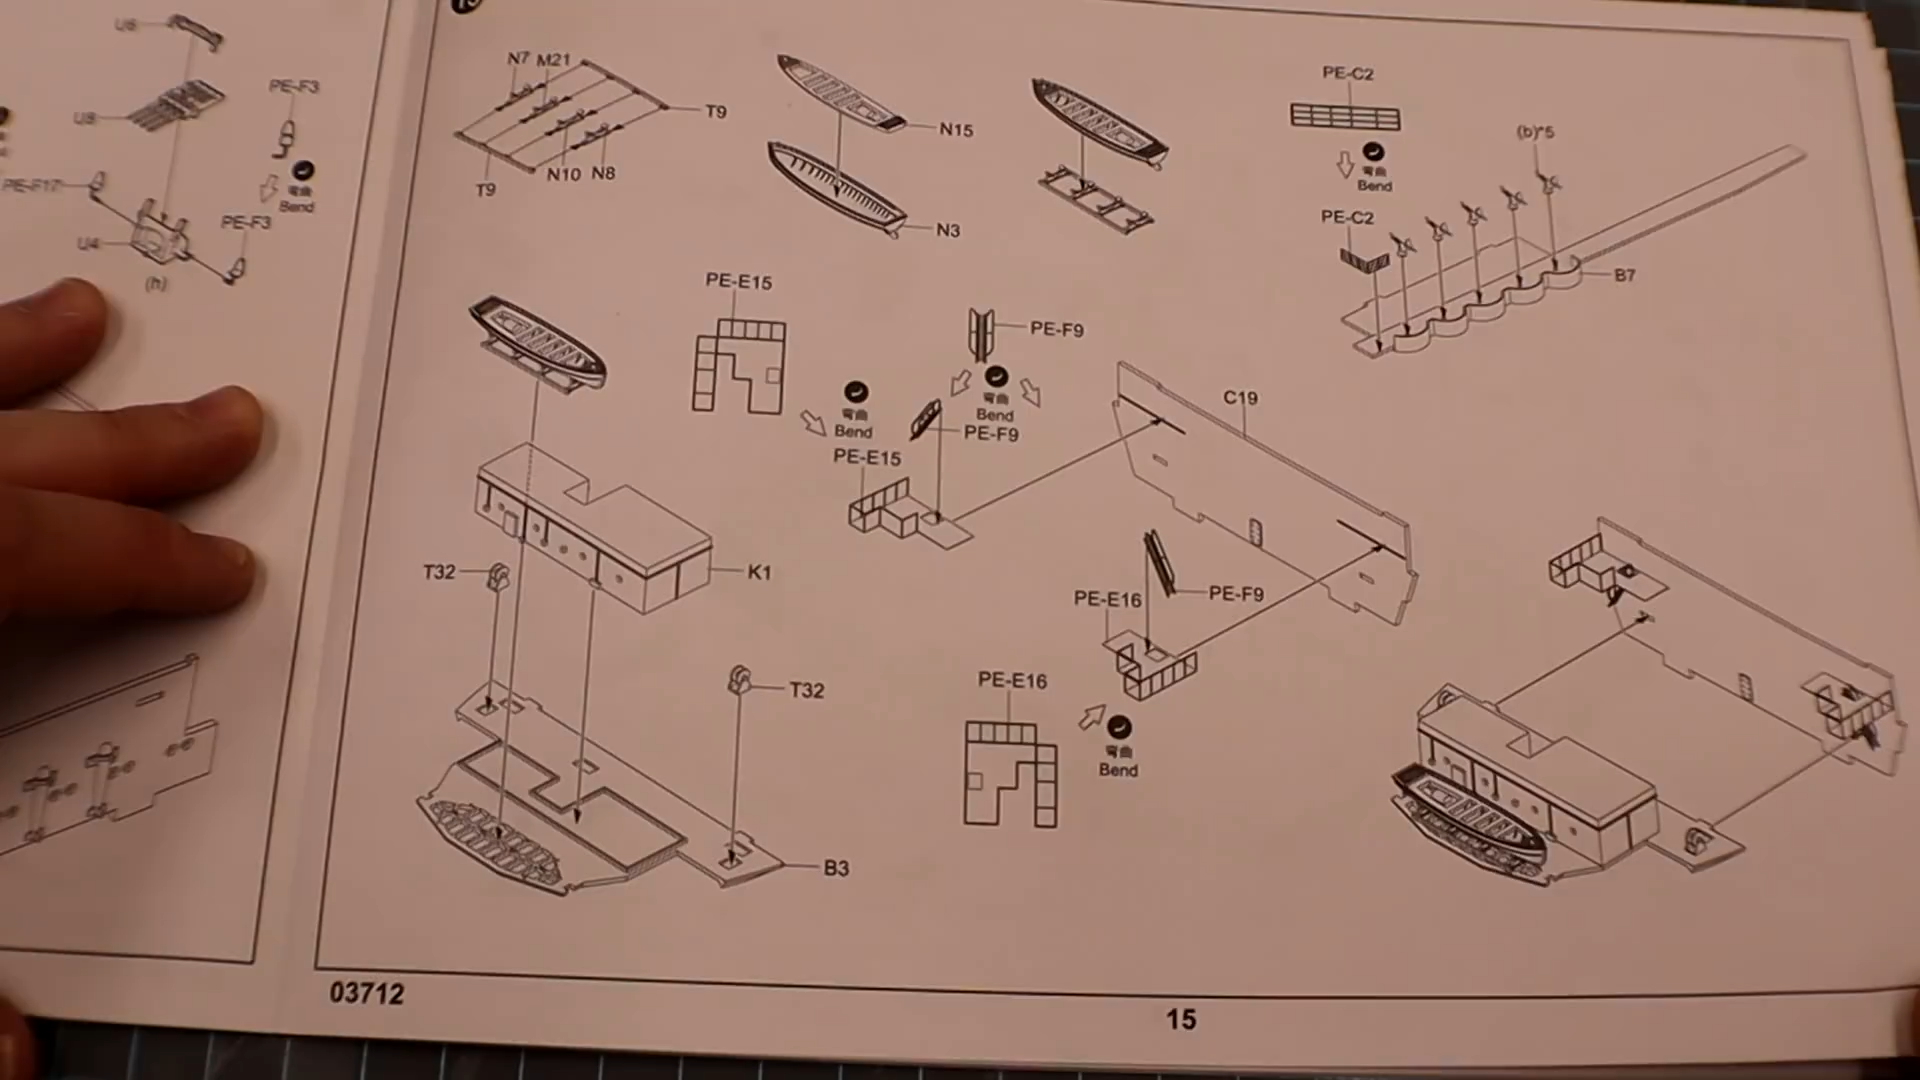 U6
U8
PE-F3
弯曲
Bend
PE-F17
PE-F3
U4
(h)
N7 M21
T9
T9
N10 N8
N15
N3
PE-C2
弯曲
Bend
PE-C2
(b)*5
B7
PE-E15
弯曲
Bend
PE-E15
PE-F9
弯曲
Bend
PE-F9
C19
T32
K1
T32
B3
PE-F9
PE-E16
PE-E16
弯曲
Bend
03712
15